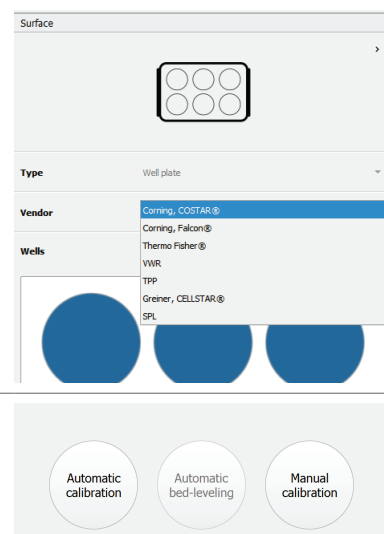 Surface
Type
Well plate
Vendor
Corning, COSTAR®
Corning, Falcon®
Wells
Thermo Fisher®
VWR
TPP
Greiner, CELLSTAR®
SPL
Automatic
calibration
Automatic
bed-leveling
Manual
calibration